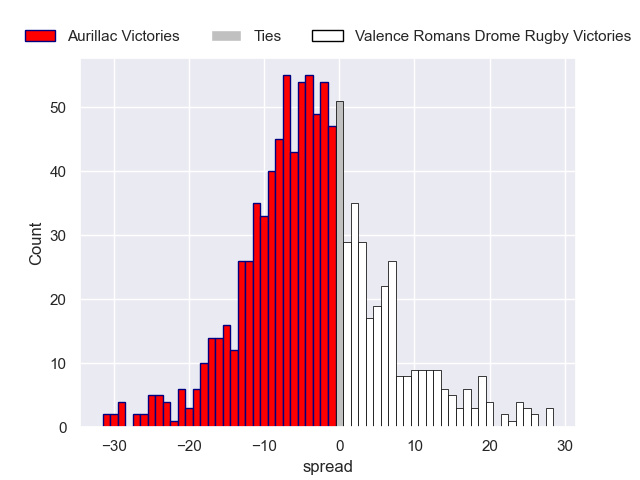 Aurillac Victories Ties Valence Romans Drome Rugby Victories
50
40
30
20
10
0
Count
−30 −20 −10 0 10 20 30
spread